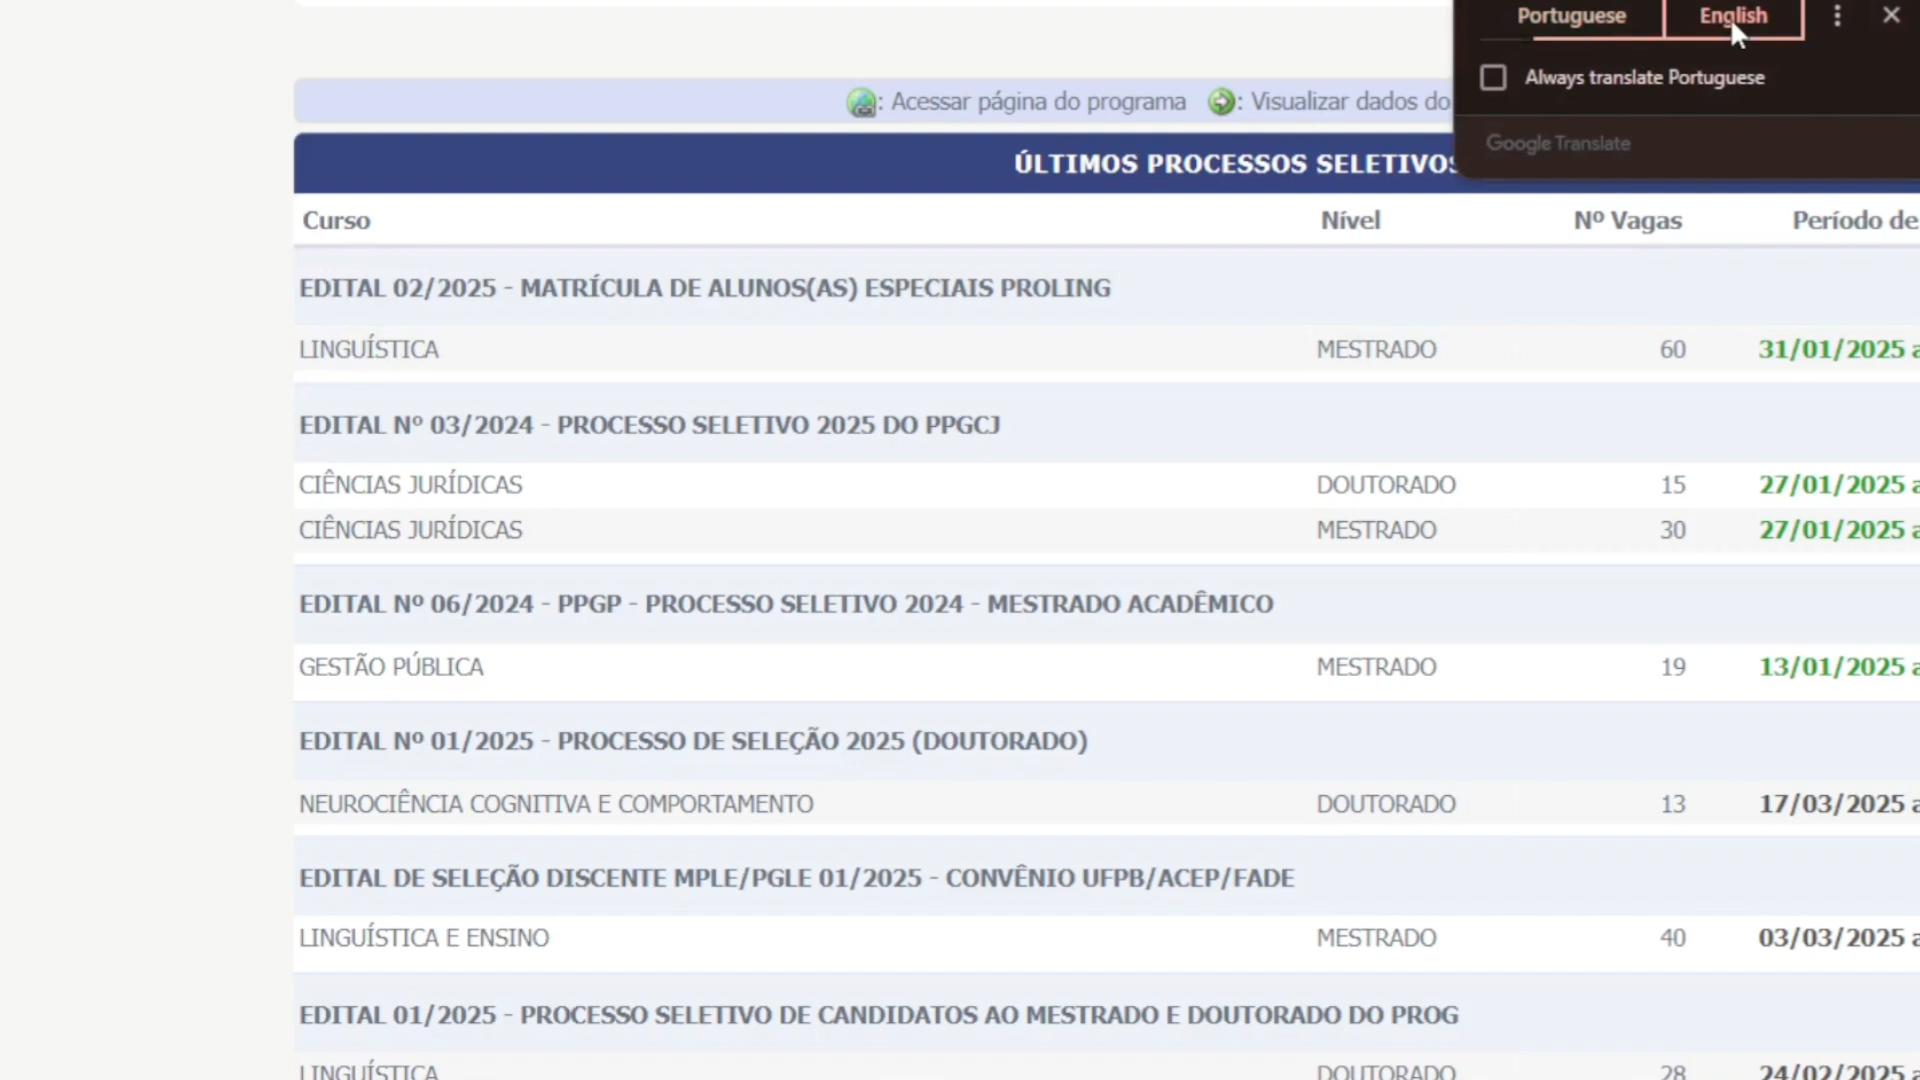 Portuguese English
Always translate Portuguese
Google Translate
: Acessar página do programa : Visualizar dados do
ÚLTIMOS PROCESSOS SELETIVOS
Curso Nível Nº Vagas Período de
EDITAL 02/2025 - MATRÍCULA DE ALUNOS(AS) ESPECIAIS PROLING
LINGUÍSTICA MESTRADO 60 31/01/2025 a
EDITAL Nº 03/2024 - PROCESSO SELETIVO 2025 DO PPGCJ
CIÊNCIAS JURÍDICAS DOUTORADO 15 27/01/2025 a
CIÊNCIAS JURÍDICAS MESTRADO 30 27/01/2025 a
EDITAL Nº 06/2024 - PPGP - PROCESSO SELETIVO 2024 - MESTRADO ACADÊMICO
GESTÃO PÚBLICA MESTRADO 19 13/01/2025 a
EDITAL Nº 01/2025 - PROCESSO DE SELEÇÃO 2025 (DOUTORADO)
NEUROCIÊNCIA COGNITIVA E COMPORTAMENTO DOUTORADO 13 17/03/2025 a
EDITAL DE SELEÇÃO DISCENTE MPLE/PGLE 01/2025 - CONVÊNIO UFPB/ACEP/FADE
LINGUÍSTICA E ENSINO MESTRADO 40 03/03/2025 a
EDITAL 01/2025 - PROCESSO SELETIVO DE CANDIDATOS AO MESTRADO E DOUTORADO DO PROG
LINGUÍSTICA DOUTORADO 28 24/02/2025 a